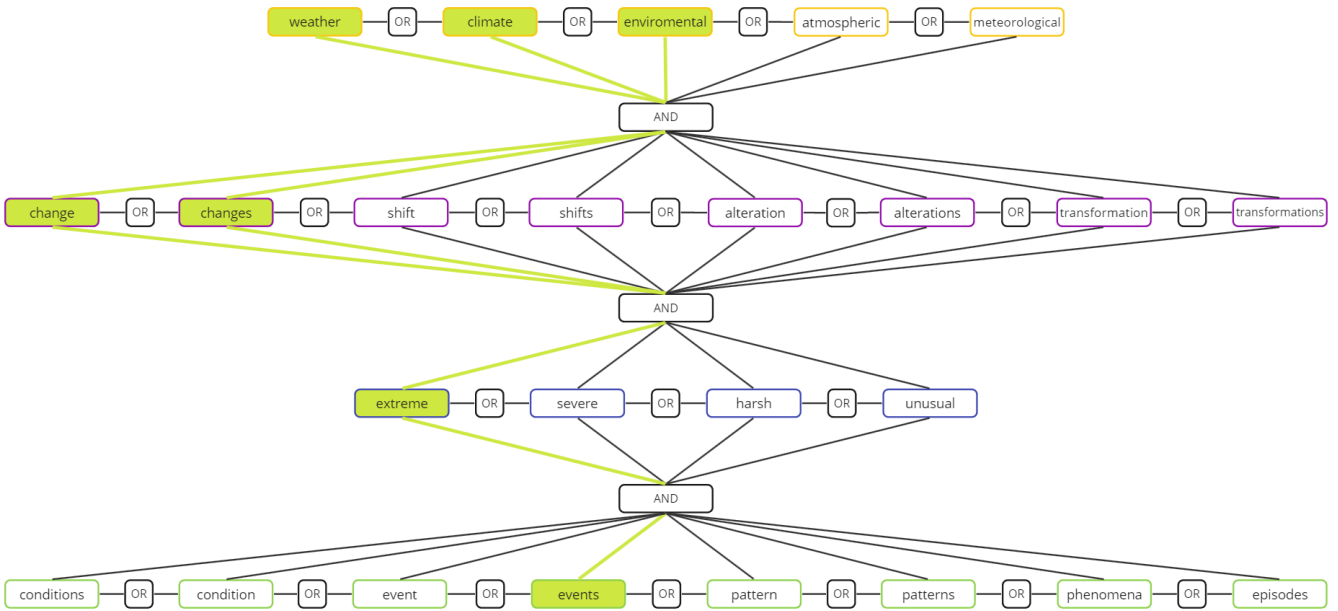 weather OR climate OR enviromental OR atmospheric OR meteorological
AND
change OR changes OR shift OR shifts OR alteration OR alterations OR transformation OR transformations
AND
extreme OR severe OR harsh OR unusual
AND
conditions OR condition OR event OR events OR pattern OR patterns OR phenomena OR episodes